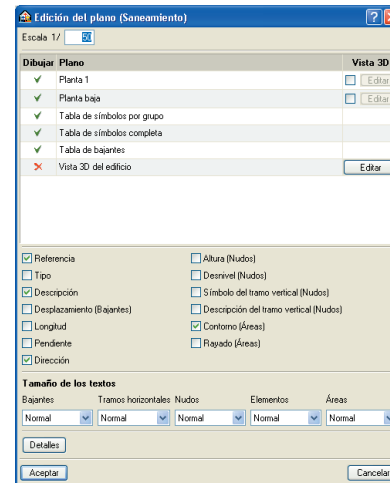 Edición del plano (Saneamiento)
Escala 1/ 50
Dibujar Plano Vista 3D
Planta 1 Editar
Planta baja Editar
Tabla de símbolos por grupo
Tabla de símbolos completa
Tabla de bajantes
Vista 3D del edificio Editar
Referencia Altura (Nudos)
Tipo Desnivel (Nudos)
Descripción Símbolo del tramo vertical (Nudos)
Desplazamiento (Bajantes) Descripción del tramo vertical (Nudos)
Longitud Contorno (Áreas)
Pendiente Rayado (Áreas)
Dirección
Tamaño de los textos
Bajantes Tramos horizontales Nudos Elementos Áreas
Normal Normal Normal Normal Normal
Detalles
Aceptar Cancelar